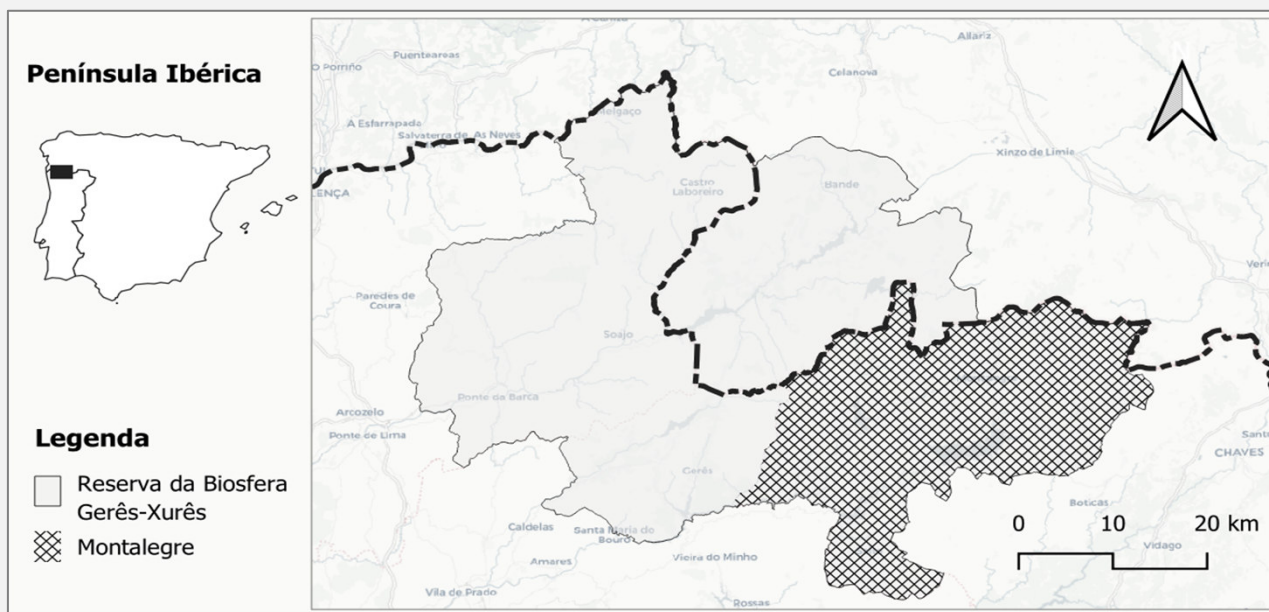 Península Ibérica
Legenda
Reserva da Biosfera
Gerês-Xurês
Montalegre
Puenteareas
Allariz
O Porriño
Celanova
A Esfarrapada
Salvaterra de
As Neves
Melgaço
Xinzo de Limia
LENÇA
Castro
Laboreiro
Bande
Paredes de
Coura
Soajo
Ponte da Barca
Arcozelo
Ponte de Lima
CHAVES
Gerês
Boticas
Caldelas
Santa Maria do
Bouro
Amares
Vieira do Minho
Vidago
Vila de Prado
Rossas
0 10 20 km